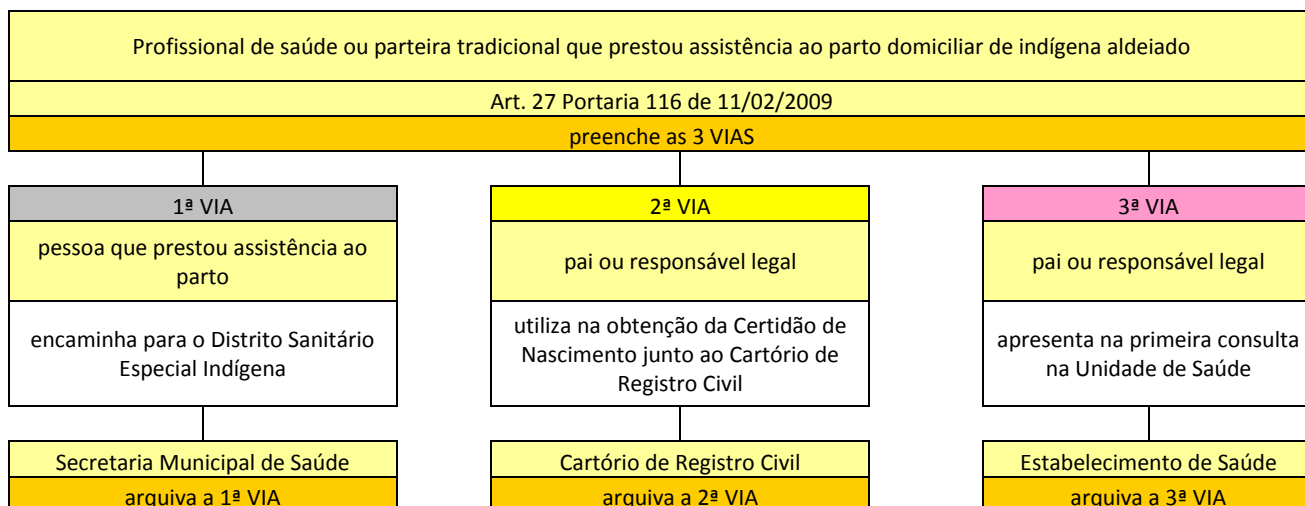 Profissional de saúde ou parteira tradicional que prestou assistência ao parto domiciliar de indígena aldeiado
Art. 27 Portaria 116 de 11/02/2009
preenche as 3 VIAS
1ª VIA
pessoa que prestou assistência ao
parto
encaminha para o Distrito Sanitário
Especial Indígena
Secretaria Municipal de Saúde
arquiva a 1ª VIA
2ª VIA
pai ou responsável legal
utiliza na obtenção da Certidão de
Nascimento junto ao Cartório de
Registro Civil
Cartório de Registro Civil
arquiva a 2ª VIA
3ª VIA
pai ou responsável legal
apresenta na primeira consulta
na Unidade de Saúde
Estabelecimento de Saúde
arquiva a 3ª VIA